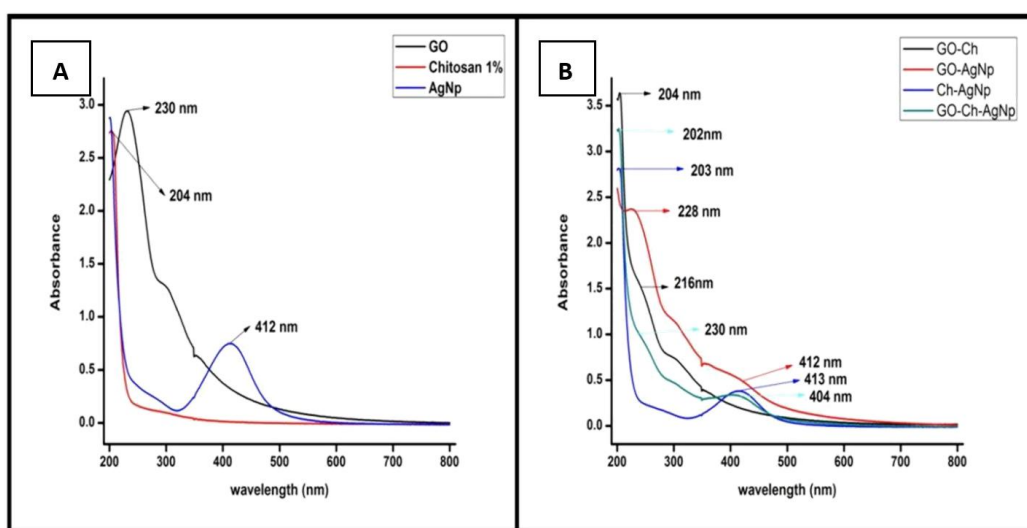 A
GO
Chitosan 1%
AgNp
3.0
2.5
2.0
1.5
1.0
0.5
0.0
Absorbance
230 nm
204 nm
412 nm
200 300 400 500 600 700 800
wavelength (nm)
B
GO-Ch
GO-AgNp
Ch-AgNp
GO-Ch-AgNp
3.5
3.0
2.5
2.0
1.5
1.0
0.5
0.0
Absorbance
204 nm
202nm
203 nm
228 nm
216nm
230 nm
412 nm
413 nm
404 nm
200 300 400 500 600 700 800
wavelength (nm)